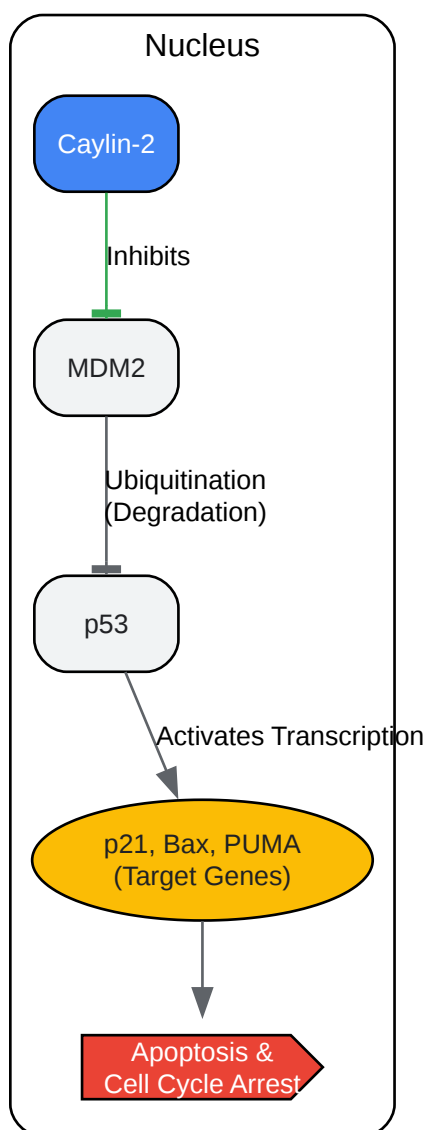 Nucleus
Caylin-2
Inhibits
MDM2
Ubiquitination
(Degradation)
p53
Activates Transcription
p21, Bax, PUMA
(Target Genes)
Apoptosis &
Cell Cycle Arrest